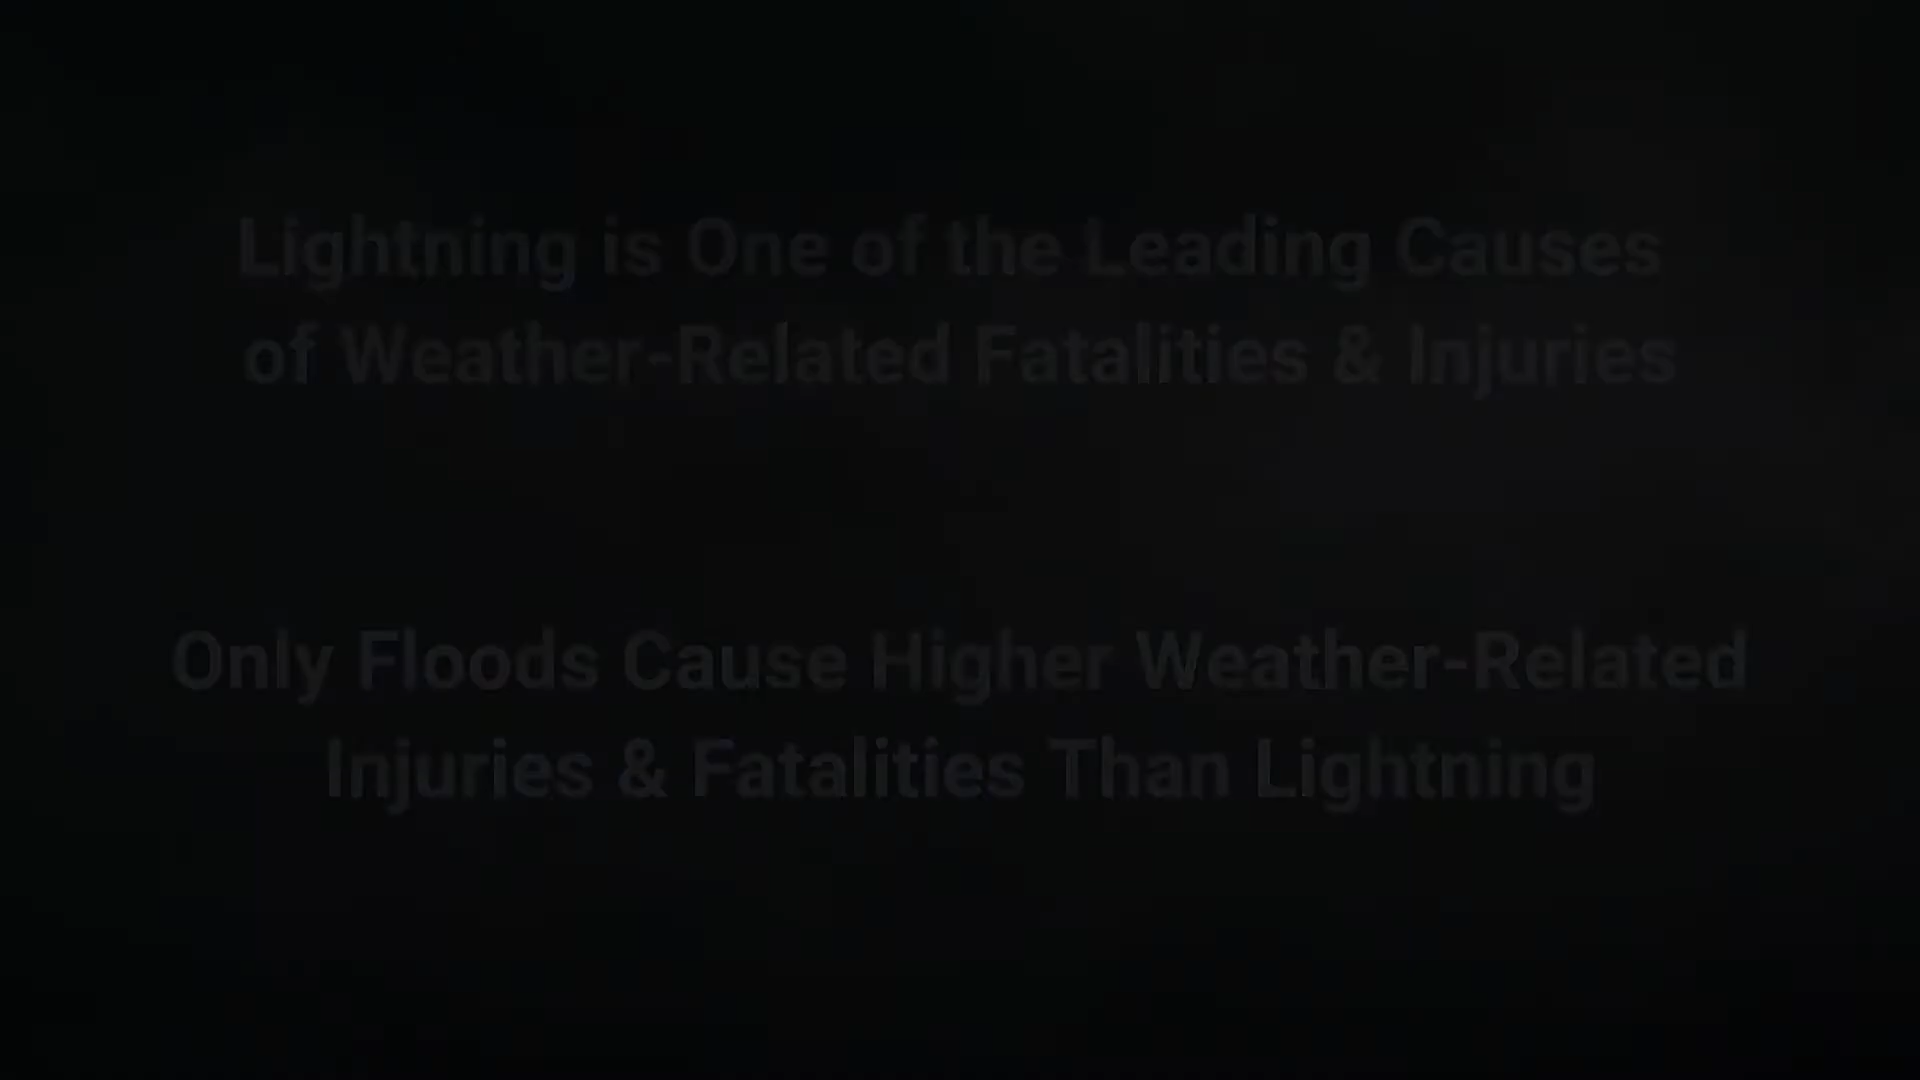 Lightning is One of the Leading Causes
of Weather-Related Fatalities & Injuries
Only Floods Cause Higher Weather-Related
Injuries & Fatalities Than Lightning